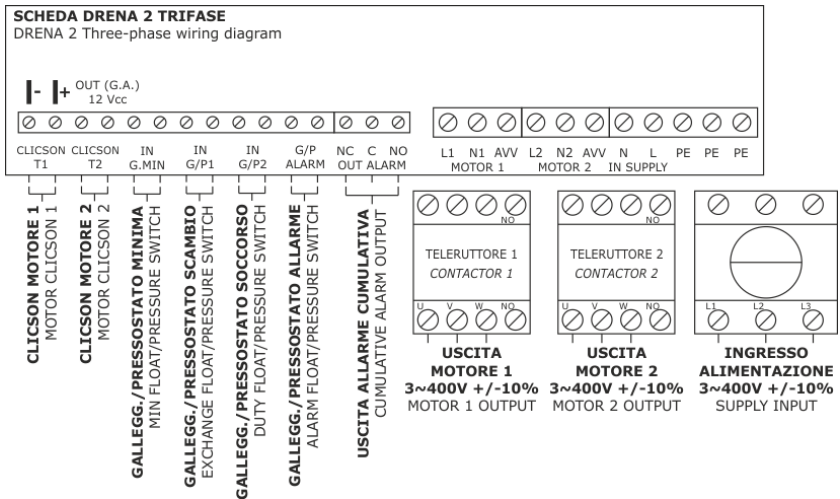 SCHEDA DRENA 2 TRIFASE
DRENA 2 Three-phase wiring diagram
- + OUT (G.A.)
12 Vcc
CLICSON CLICSON IN IN IN G/P NC C NO
T1 T2 G.MIN G/P1 G/P2 ALARM OUT ALARM
L1 N1 AVV L2 N2 AVV N L PE PE PE
MOTOR 1 MOTOR 2 IN SUPPLY
CLICSON MOTORE 1
MOTOR CLICSON 1
CLICSON MOTORE 2
MOTOR CLICSON 2
GALLEGG./PRESSOSTATO MINIMA
MIN FLOAT/PRESSURE SWITCH
GALLEGG./PRESSOSTATO SCAMBIO
EXCHANGE FLOAT/PRESSURE SWITCH
GALLEGG./PRESSOSTATO SOCCORSO
DUTY FLOAT/PRESSURE SWITCH
GALLEGG./PRESSOSTATO ALLARME
ALARM FLOAT/PRESSURE SWITCH
USCITA ALLARME CUMULATIVA
CUMULATIVE ALARM OUTPUT
NO
TELERUTTORE 1
CONTACTOR 1
U V W NO
USCITA
MOTORE 1
3~400V +/-10%
MOTOR 1 OUTPUT
NO
TELERUTTORE 2
CONTACTOR 2
U V W NO
USCITA
MOTORE 2
3~400V +/-10%
MOTOR 2 OUTPUT
L1 L2 L3
INGRESSO
ALIMENTAZIONE
3~400V +/-10%
SUPPLY INPUT